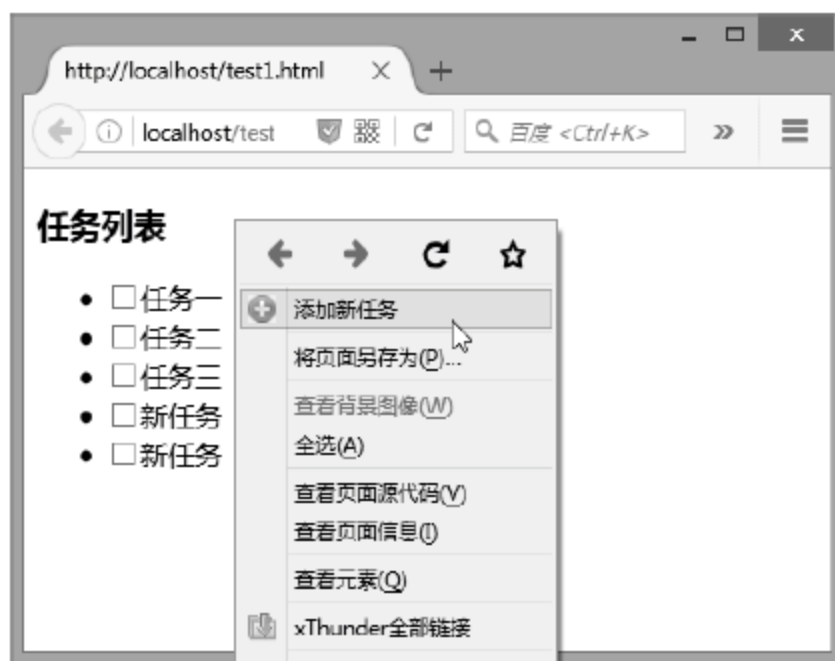 http://localhost/test1.html
localhost/test
百度 <Ctrl+K>
任务列表
任务一
任务二
任务三
新任务
新任务
添加新任务
将页面另存为(P)...
查看背景图像(W)
全选(A)
查看页面源代码(V)
查看页面信息(I)
查看元素(Q)
xThunder全部链接